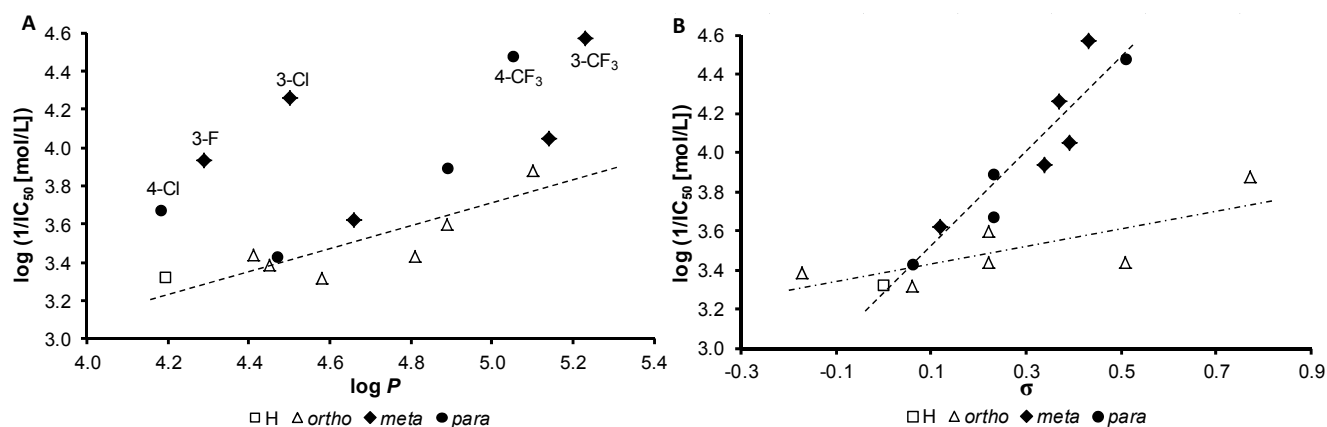 A
log (1/IC50 [mol/L])
4.6
4.4
4.2
4.0
3.8
3.6
3.4
3.2
3.0
4-Cl
3-F
3-Cl
4-CF3
3-CF3
4.0 4.2 4.4 4.6 4.8 5.0 5.2 5.4
log P
H ortho meta para
B
log (1/IC50 [mol/L])
4.6
4.4
4.2
4.0
3.8
3.6
3.4
3.2
3.0
-0.3 -0.1 0.1 0.3 0.5 0.7 0.9
σ
H ortho meta para